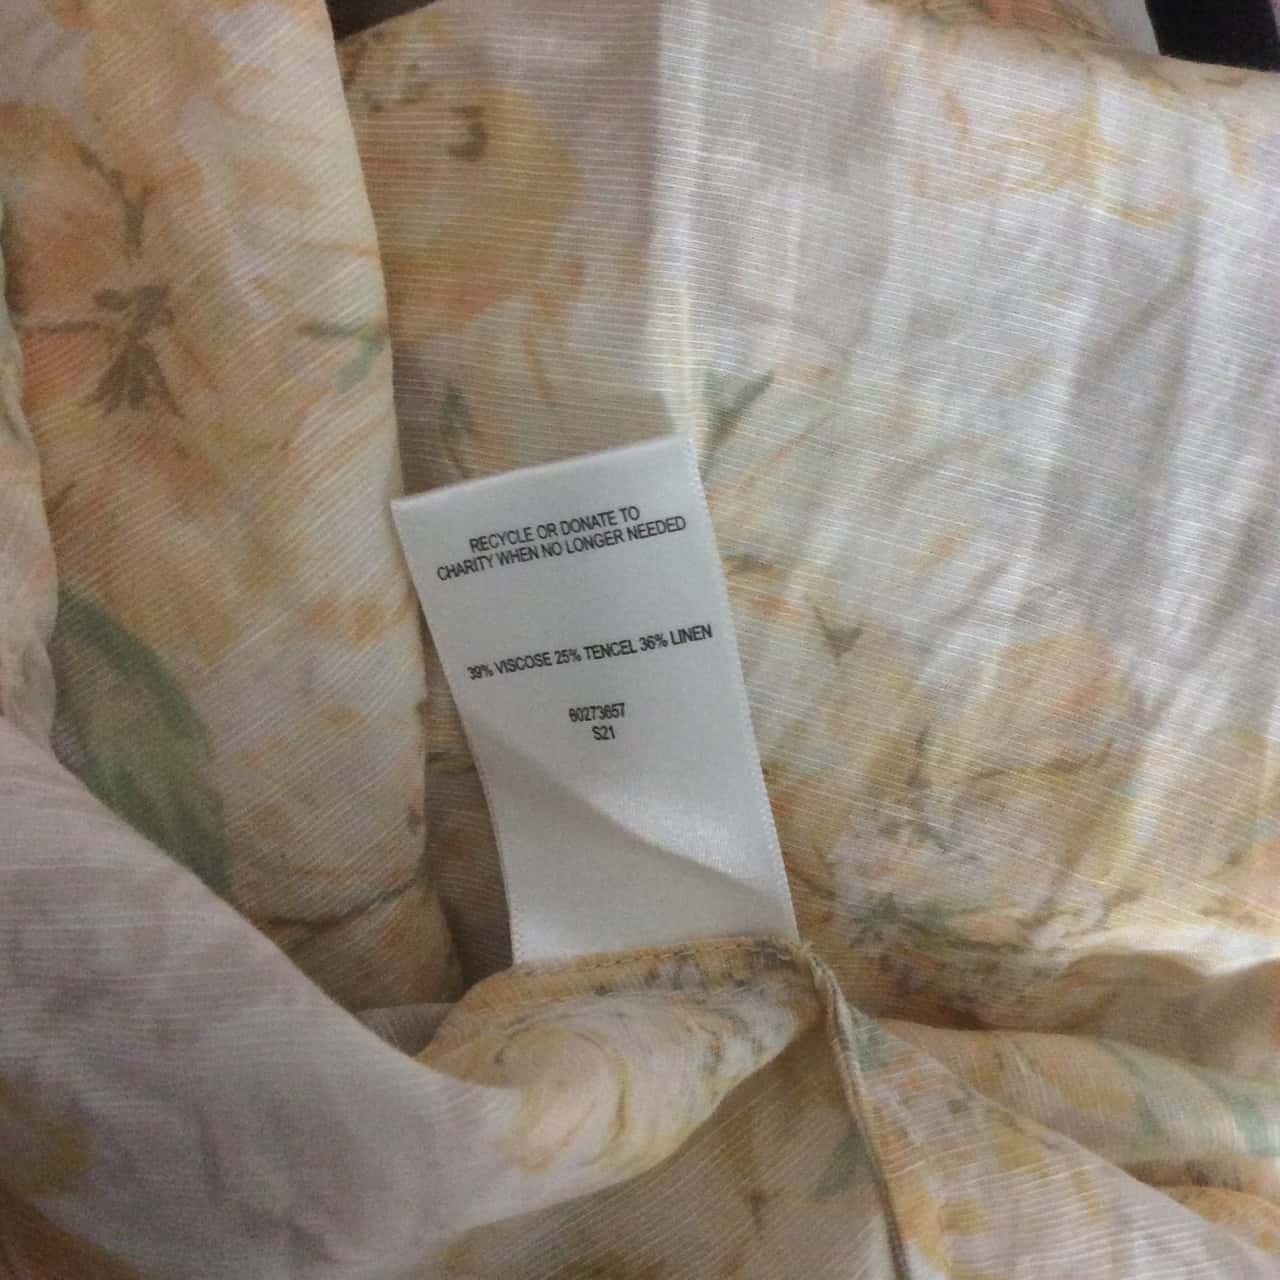 RECYCLE OR DONATE TO
CHARITY WHEN NO LONGER NEEDED
39% VISCOSE 25% TENCEL 36% LINEN
60273657
S21